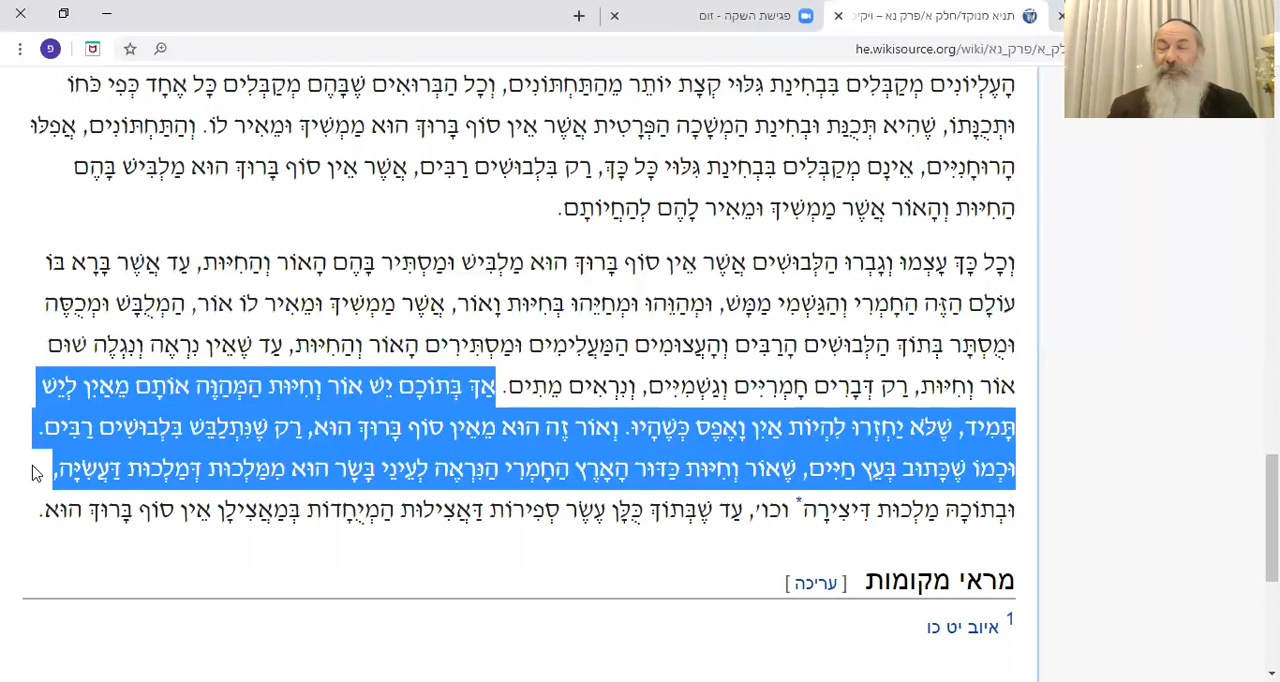 תניא מנוקד/חלק א/פרק נא – ויקיכ
פגישת השקה - זום
he.wikisource.org/wiki/חלק_א/פרק_נא
הָעֶלְיוֹנִים מְקַבְּלִים בִּבְחִינַת גִּלּוּי קְצָת יוֹתֵר מֵהַתַּחְתּוֹנִים, וְכָל הַבְּרוּאִים שֶׁבָּהֶם מְקַבְּלִים כָּל אֶחָד כְּפִי כֹּחוֹ
וּתְכֻנָּתוֹ, שֶׁהִיא תְּכֻנַּת וּבְחִינַת הַמְשָׁכָה הַפְּרָטִית אֲשֶׁר אֵין סוֹף בָּרוּךְ הוּא מַמְשִׁיךְ וּמֵאִיר לוֹ. וְהַתַּחְתּוֹנִים, אֲפִלּוּ
הָרוּחָנִיִּים, אֵינָם מְקַבְּלִים בִּבְחִינַת גִּלּוּי כָּל כָּךְ, רַק בִּלְבוּשִׁים רַבִּים, אֲשֶׁר אֵין סוֹף בָּרוּךְ הוּא מַלְבִּישׁ בָּהֶם
הַחִיּוּת וְהָאוֹר אֲשֶׁר מַמְשִׁיךְ וּמֵאִיר לָהֶם לְהַחֲיוֹתָם.
וְכָל כָּךְ עָצְמוּ וְגָבְרוּ הַלְּבוּשִׁים אֲשֶׁר אֵין סוֹף בָּרוּךְ הוּא מַלְבִּישׁ וּמַסְתִּיר בָּהֶם הָאוֹר וְהַחִיּוּת, עַד אֲשֶׁר בָּרָא בּוֹ
עוֹלָם הַזֶּה הַחָמְרִי וְהַגַּשְׁמִי מַמָּשׁ, וּמְהַוֵּהוּ וּמְחַיֵּהוּ בְּחִיּוּת וָאוֹר, אֲשֶׁר מַמְשִׁיךְ וּמֵאִיר לוֹ אוֹר, הַמְלֻבָּשׁ וּמְכֻסֶּה
וּמֻסְתָּר בְּתוֹךְ הַלְּבוּשִׁים הָרַבִּים וְהָעֲצוּמִים הַמַּעֲלִימִים וּמַסְתִּירִים הָאוֹר וְהַחִיּוּת, עַד שֶׁאֵין נִרְאֶה וְנִגְלֶה שׁוּם
אוֹר וְחִיּוּת, רַק דְּבָרִים חָמְרִיִּים וְגַשְׁמִיִּים, וְנִרְאִים מֵתִים. אַךְ בְּתוֹכָם יֵשׁ אוֹר וְחִיּוּת הַמְּהַוֶּה אוֹתָם מֵאַיִן לְיֵשׁ
תָּמִיד, שֶׁלֹּא יַחְזְרוּ לִהְיוֹת אַיִן וָאֶפֶס כְּשֶׁהָיוּ. וְאוֹר זֶה הוּא מֵאֵין סוֹף בָּרוּךְ הוּא, רַק שֶׁנִּתְלַבֵּשׁ בִּלְבוּשִׁים רַבִּים.
וּכְמוֹ שֶׁכָּתוּב בְּעֵץ חַיִּים, שֶׁאוֹר וְחִיּוּת כַּדּוּר הָאָרֶץ הַחָמְרִי הַנִּרְאֶה לְעֵינֵי בָּשָׂר הוּא מִמַּלְכוּת דְּמַלְכוּת דַּעֲשִׂיָּה,
וּבְתוֹכָהּ מַלְכוּת דִּיצִירָה* וכו׳, עַד שֶׁבְּתוֹךְ כֻּלָּן עֶשֶׂר סְפִירוֹת דַּאֲצִילוּת הַמְיֻחָדוֹת בְּמַאֲצִילָן אֵין סוֹף בָּרוּךְ הוּא.
מראי מקומות [ עריכה ]
1 איוב יט כו